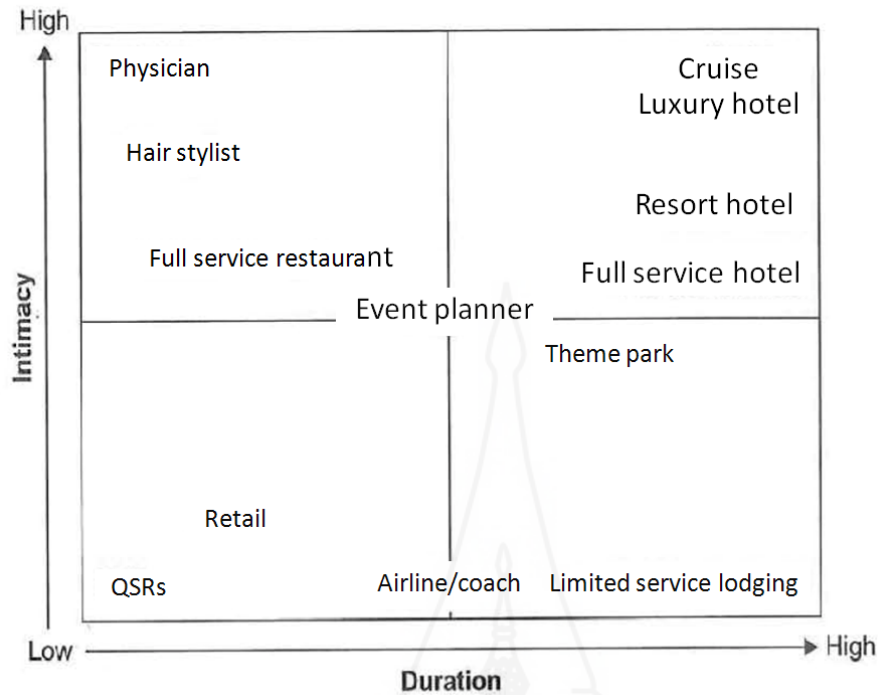 High
Physician
Cruise
Luxury hotel
Hair stylist
Resort hotel
Full service restaurant
Full service hotel
Event planner
Intimacy
Theme park
Retail
QSRs
Airline/coach
Limited service lodging
Low
High
Duration